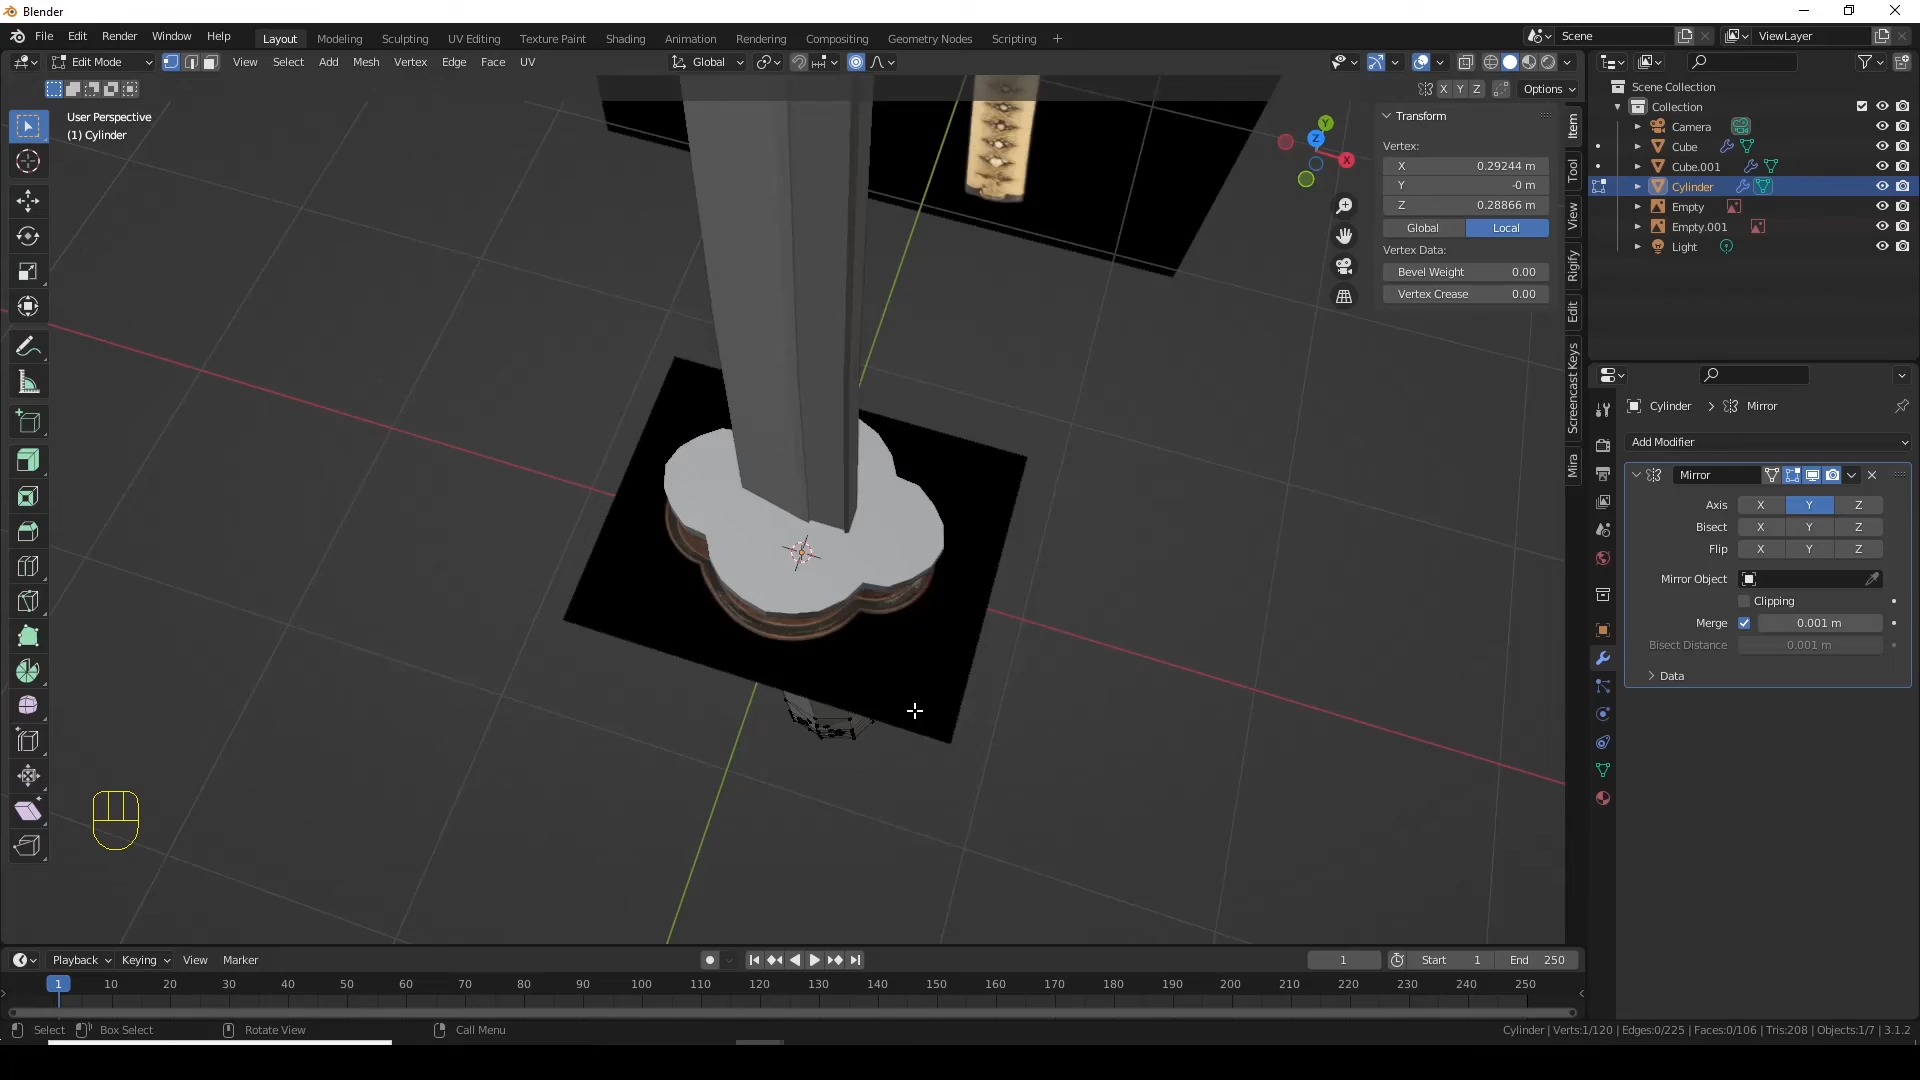 Blender
File Edit Render Window Help
Layout Modeling Sculpting UV Editing Texture Paint Shading Animation Rendering Compositing Geometry Nodes Scripting +
Scene
ViewLayer
Edit Mode
View Select Add Mesh Vertex Edge Face UV
Global
X Y Z
Options
User Perspective
(1) Cylinder
Y
Z
X
Transform
Vertex:
X 0.29244 m
Y -0 m
Z 0.28866 m
Global Local
Vertex Data:
Bevel Weight 0.00
Vertex Crease 0.00
Item
Tool
View
Rigify
Edit
Screencast Keys
Mira
Scene Collection
Collection
Camera
Cube
Cube.001
Cylinder
Empty
Empty.001
Light
Cylinder > Mirror
Add Modifier
Mirror
Axis X Y Z
Bisect X Y Z
Flip X Y Z
Mirror Object
Clipping
Merge 0.001 m
Bisect Distance 0.001 m
Data
Playback Keying View Marker
1
Start 1
End 250
1 10 20 30 40 50 60 70 80 90 100 110 120 130 140 150 160 170 180 190 200 210 220 230 240 250
Select
Box Select
Rotate View
Call Menu
Cylinder | Verts:1/120 | Edges:0/225 | Faces:0/106 | Tris:208 | Objects:1/7 | 3.1.2